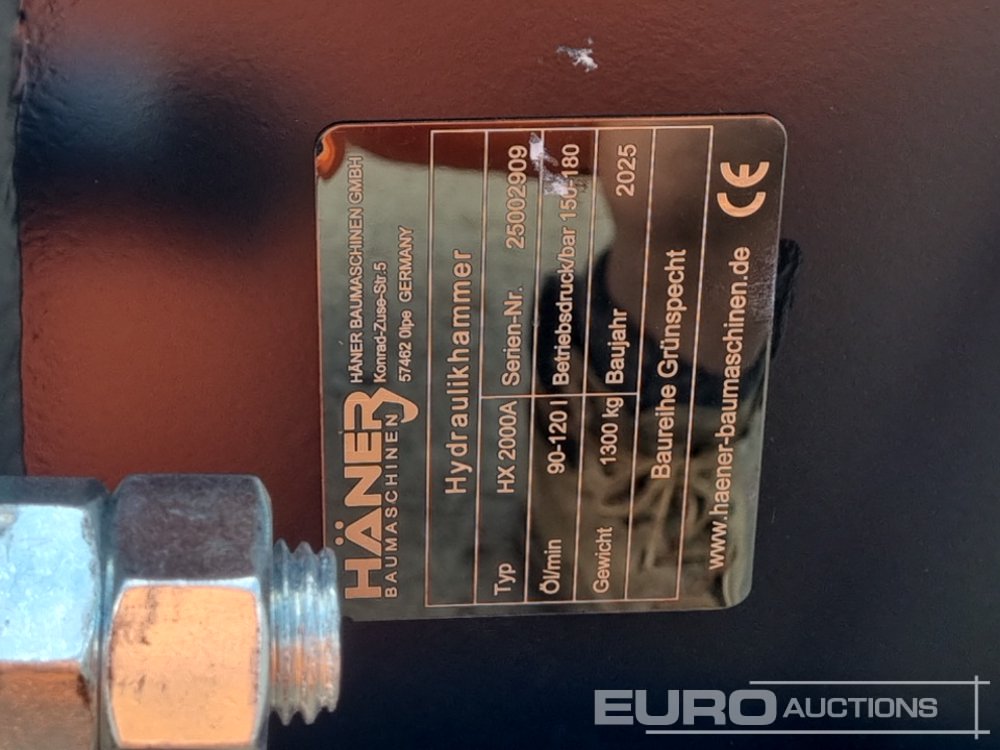 HÄNER
BAUMASCHINEN
HÄNER BAUMASCHINEN GMBH
Konrad-Zuse-Str.5
57462 Olpe GERMANY
Hydraulikhammer
Typ HX 2000A Serien-Nr. 25002909
Öl/min 90-120 l Betriebsdruck/bar 150-180
Gewicht 1300 kg Baujahr 2025
Baureihe Grünspecht
www.haener-baumaschinen.de CE
EURO AUCTIONS